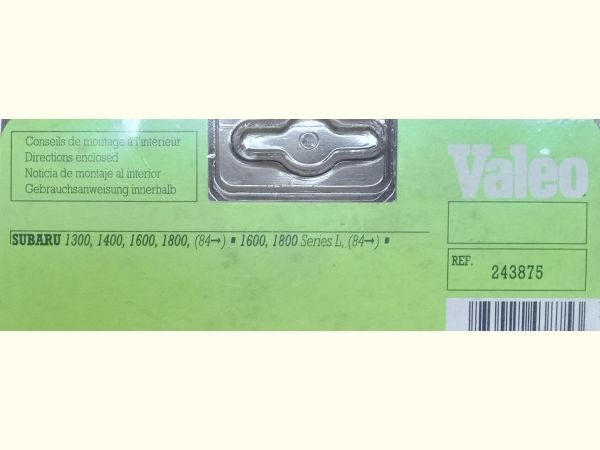 Conseils de montage à l'intérieur
Directions enclosed
Noticia de montaje al interior
Gebrauchsanweisung innerhalb
Valeo
SUBARU 1300, 1400, 1600, 1800, (84→) ▪ 1600, 1800 Series L, (84→) ▪
REF. 243875